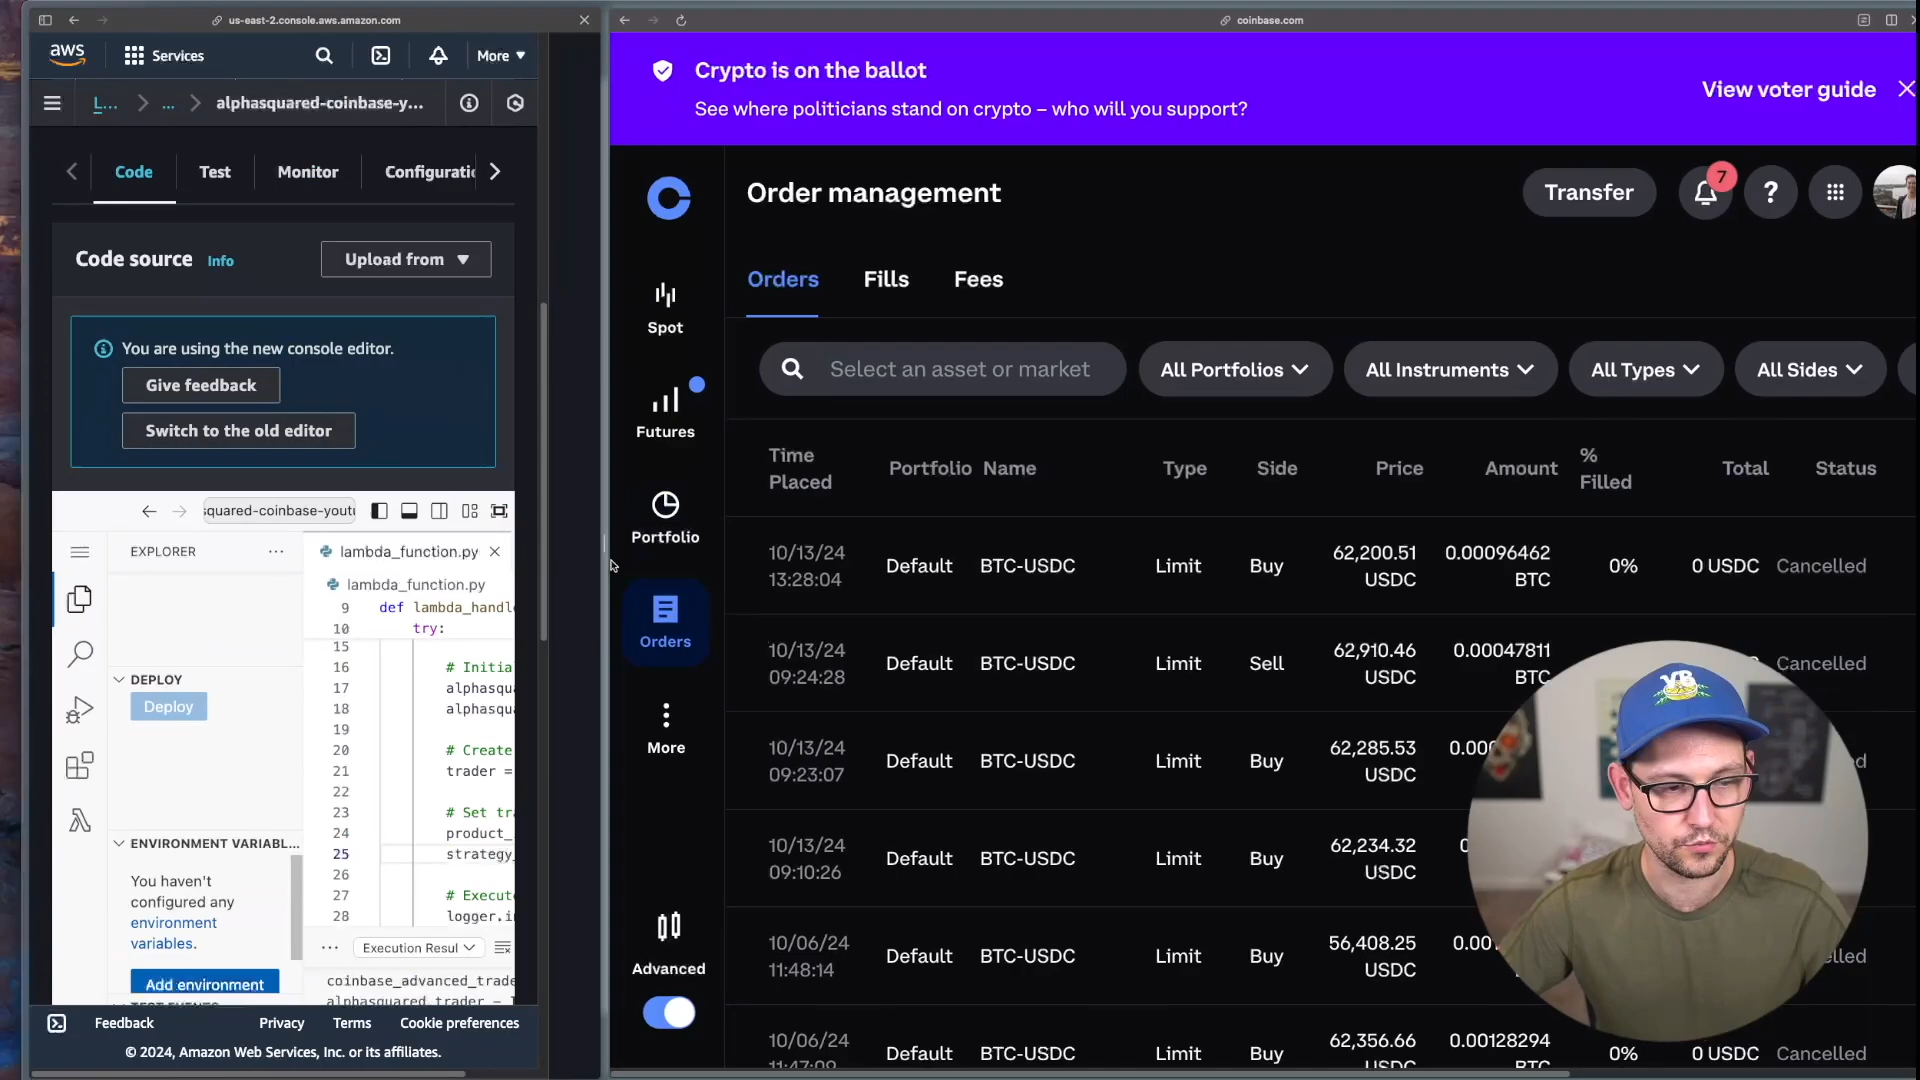 us-east-2.console.aws.amazon.com
aws
Services
More
L...
...
alphasquared-coinbase-y...
Code
Test
Monitor
Configuratic
Code source
Info
Upload from
You are using the new console editor.
Give feedback
Switch to the old editor
EXPLORER
lambda_function.py
lambda_function.py
9 def lambda_handle
10 try:
15
16 # Initia
17 alphasqua
18 alphasqua
19
20 # Create
21 trader =
22
23 # Set tra
24 product_
25 strategy_
26
27 # Execute
28 logger.in
DEPLOY
Deploy
ENVIRONMENT VARIABL...
You haven't
configured any
environment
variables.
Add environment
Execution Resul
coinbase_advanced_trade
Feedback
Privacy
Terms
Cookie preferences
© 2024, Amazon Web Services, Inc. or its affiliates.
coinbase.com
Crypto is on the ballot
See where politicians stand on crypto – who will you support?
View voter guide
Order management
Transfer
7
?
Spot
Futures
Portfolio
Orders
More
Advanced
Orders
Fills
Fees
Select an asset or market
All Portfolios
All Instruments
All Types
All Sides
Time Placed Portfolio Name Type Side Price Amount % Filled Total Status
10/13/24 13:28:04 Default BTC-USDC Limit Buy 62,200.51 USDC 0.00096462 BTC 0% 0 USDC Cancelled
10/13/24 09:24:28 Default BTC-USDC Limit Sell 62,910.46 USDC 0.00047811 BTC Cancelled
10/13/24 09:23:07 Default BTC-USDC Limit Buy 62,285.53 USDC
10/13/24 09:10:26 Default BTC-USDC Limit Buy 62,234.32 USDC
10/06/24 11:48:14 Default BTC-USDC Limit Buy 56,408.25 USDC
10/06/24 Default BTC-USDC Limit Buy 62,356.66 0.00128294 0% 0 USDC Cancelled
YB